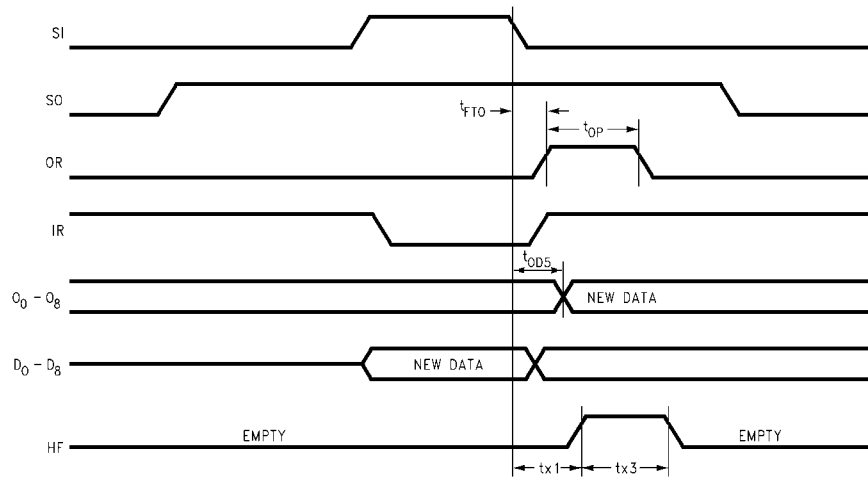 SI
SO
tFTO
tOP
OR
IR
tOD5
O0 – O8
NEW DATA
D0 – D8
NEW DATA
HF
EMPTY
EMPTY
tx1
tx3